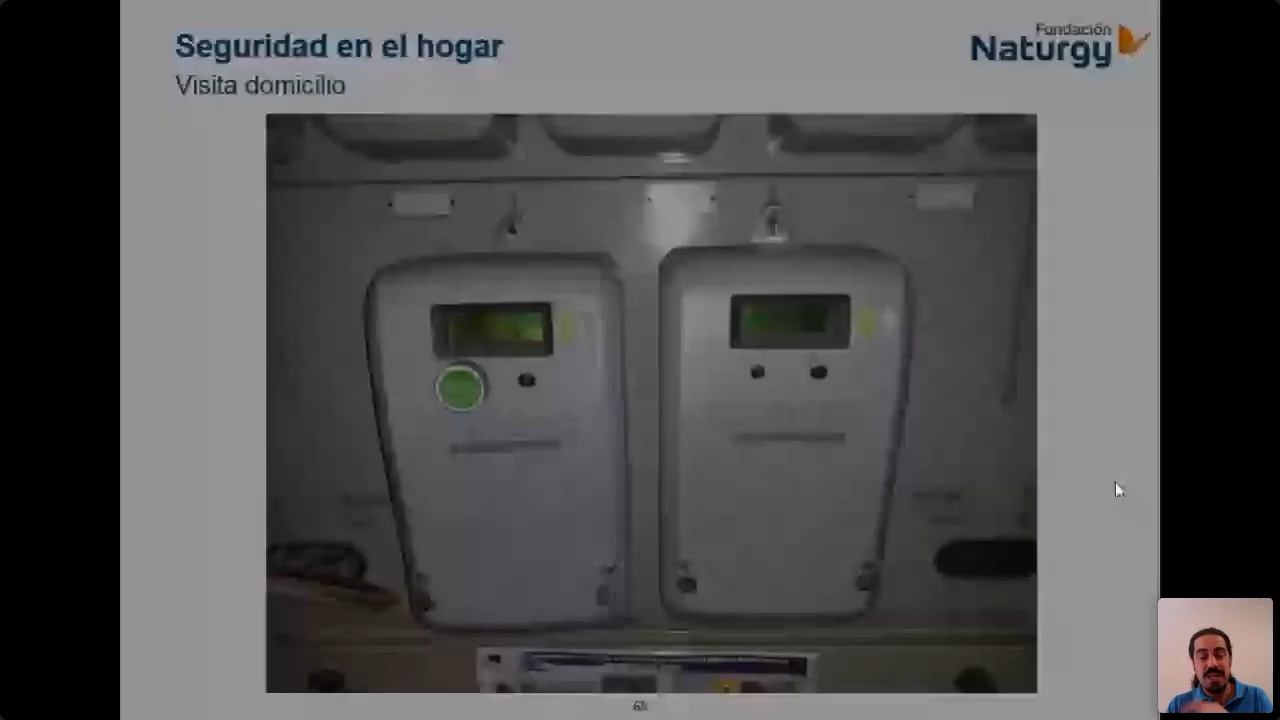 Seguridad en el hogar
Visita domicilio
Fundación
Naturgy